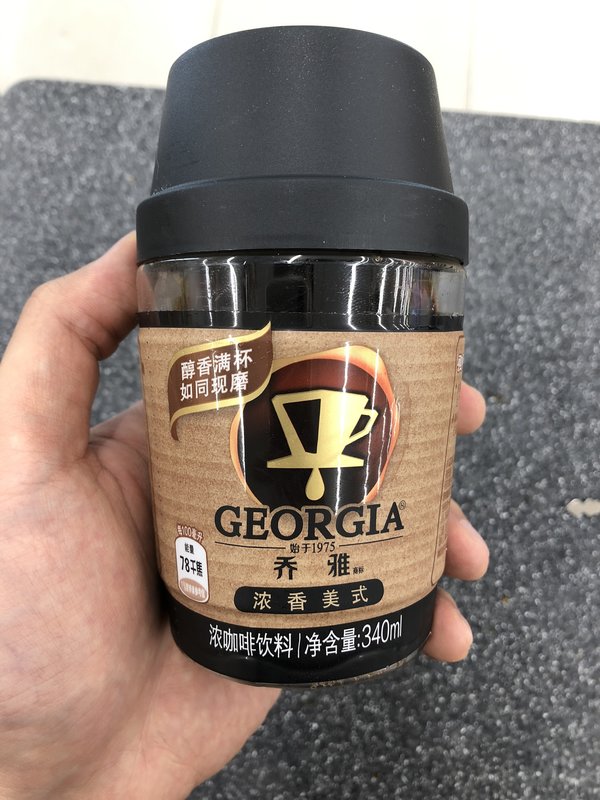 醇香满杯
如同现磨
GEORGIA®
始于1975
乔雅 商标
浓香美式
每100毫升
能量
78千焦
浓咖啡饮料|净含量:340ml